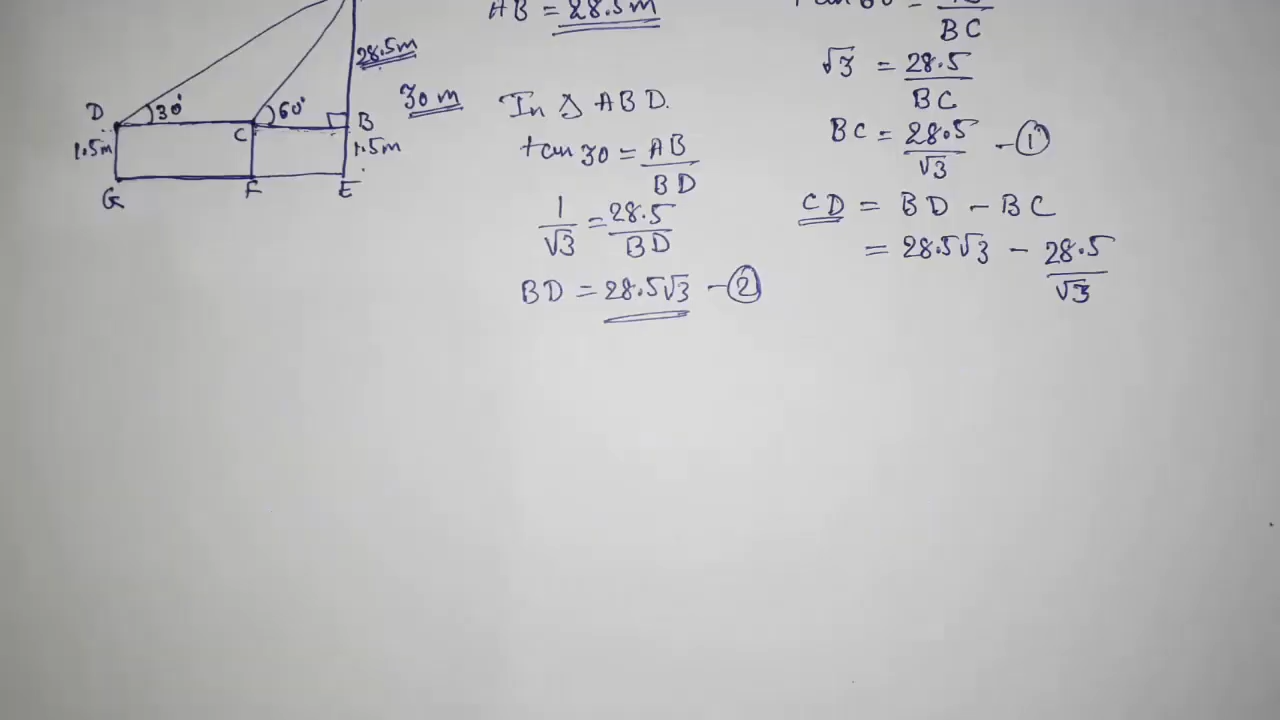 AB = 28.5m
28.5m
30 m
D 30° C 60° B
1.5m 1.5m
G F E
In Δ ABD.
tan 30 = AB / BD
1/√3 = 28.5 / BD
BD = 28.5√3 - ②
BC
√3 = 28.5 / BC
BC = 28.5 / √3 - ①
CD = BD - BC
= 28.5√3 - 28.5 / √3